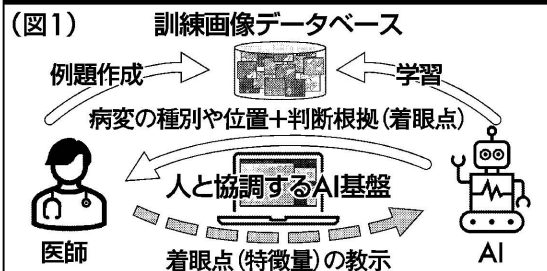 (図1)
訓練画像データベース
例題作成
学習
病変の種別や位置+判断根拠(着眼点)
人と協調するAI基盤
医師
着眼点(特徴量)の教示
AI